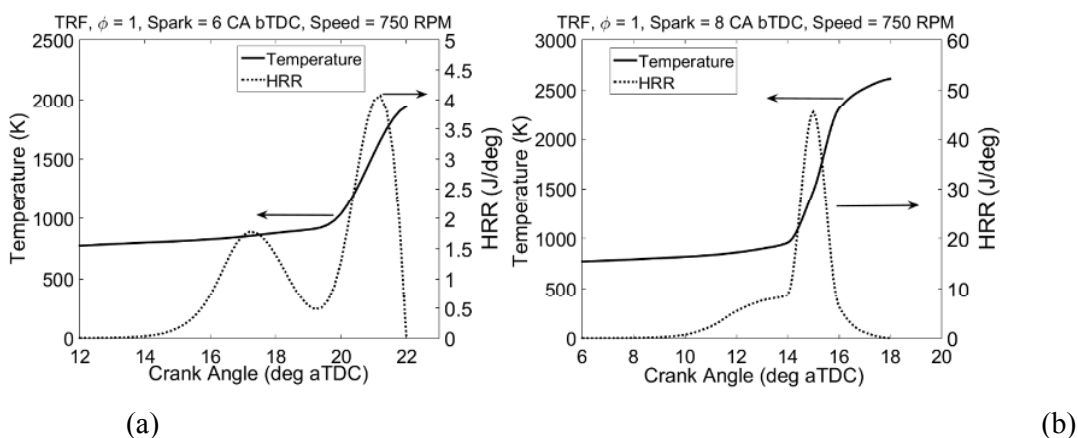 TRF, ϕ = 1, Spark = 6 CA bTDC, Speed = 750 RPM
2500
2000
1500
1000
500
0
Temperature (K)
Temperature
HRR
5
4.5
4
3.5
3
2.5
2
1.5
1
0.5
0
HRR (J/deg)
12 14 16 18 20 22
Crank Angle (deg aTDC)
(a)
TRF, ϕ = 1, Spark = 8 CA bTDC, Speed = 750 RPM
3000
2500
2000
1500
1000
500
0
Temperature (K)
Temperature
HRR
60
50
40
30
20
10
0
HRR (J/deg)
6 8 10 12 14 16 18 20
Crank Angle (deg aTDC)
(b)